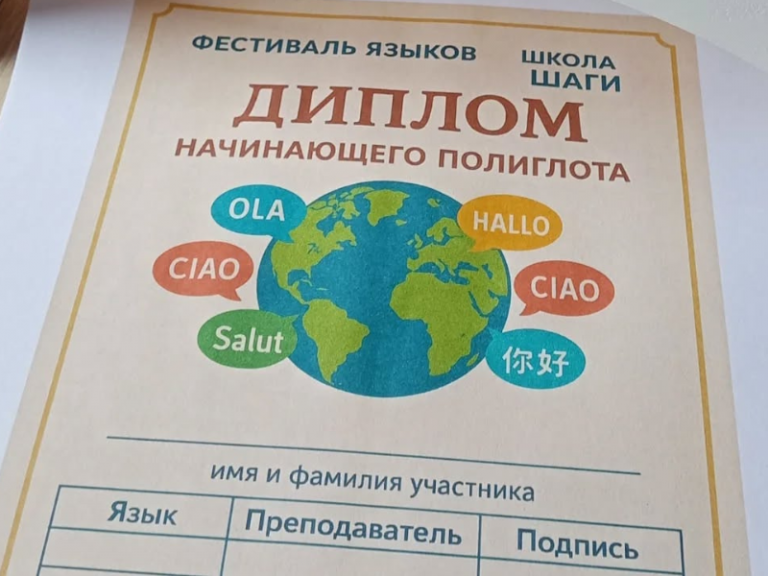 ФЕСТИВАЛЬ ЯЗЫКОВ
ШКОЛА
ШАГИ
ДИПЛОМ
НАЧИНАЮЩЕГО ПОЛИГЛОТА
OLA
HALLO
CIAO
CIAO
Salut
你好
имя и фамилия участника
Язык Преподаватель Подпись